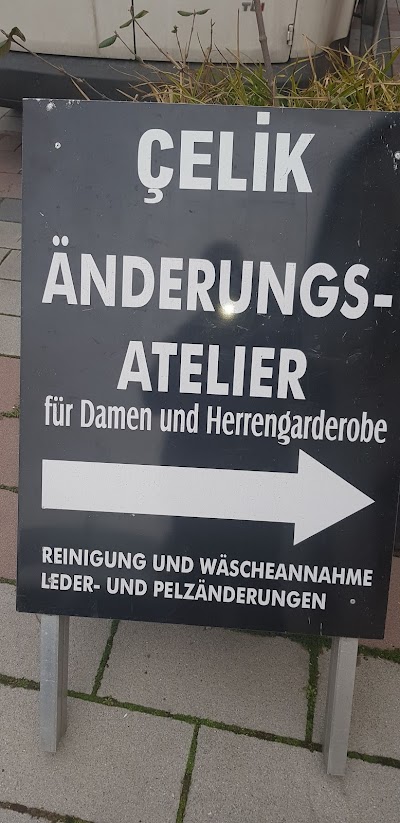 ÇELİK
ÄNDERUNGS-
ATELIER
für Damen und Herrengarderobe
REINIGUNG UND WÄSCHEANNAHME
LEDER- UND PELZÄNDERUNGEN